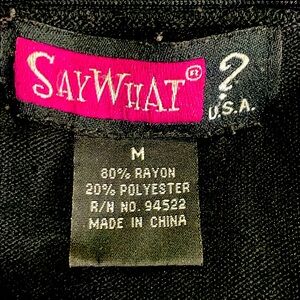 SAYWHAT® ?
U.S.A.
M
80% RAYON
20% POLYESTER
R/N NO. 94522
MADE IN CHINA